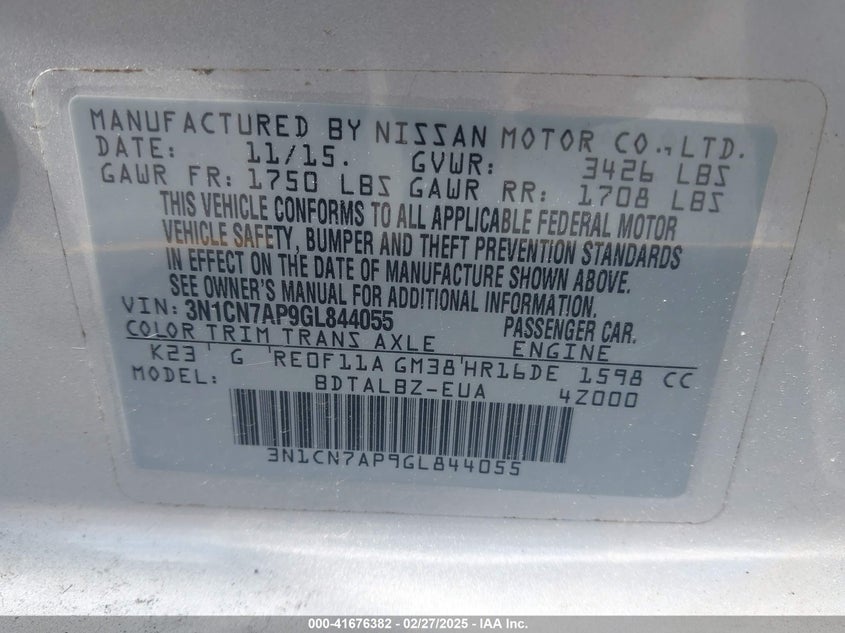 MANUFACTURED BY NISSAN MOTOR CO., LTD.
DATE: 11/15. GVWR: 3426 LBS
GAWR FR: 1750 LBS GAWR RR: 1708 LBS
THIS VEHICLE CONFORMS TO ALL APPLICABLE FEDERAL MOTOR
VEHICLE SAFETY, BUMPER AND THEFT PREVENTION STANDARDS
IN EFFECT ON THE DATE OF MANUFACTURE SHOWN ABOVE.
SEE OWNER'S MANUAL FOR ADDITIONAL INFORMATION.
VIN: 3N1CN7AP9GL844055 PASSENGER CAR.
COLOR TRIM TRANS AXLE ENGINE
K23 G RE0F11A GM38 HR16DE 1598 CC
BDTALBZ-EUA 4Z000
3N1CN7AP9GL844055
000-41676382 - 02/27/2025 - IAA Inc.